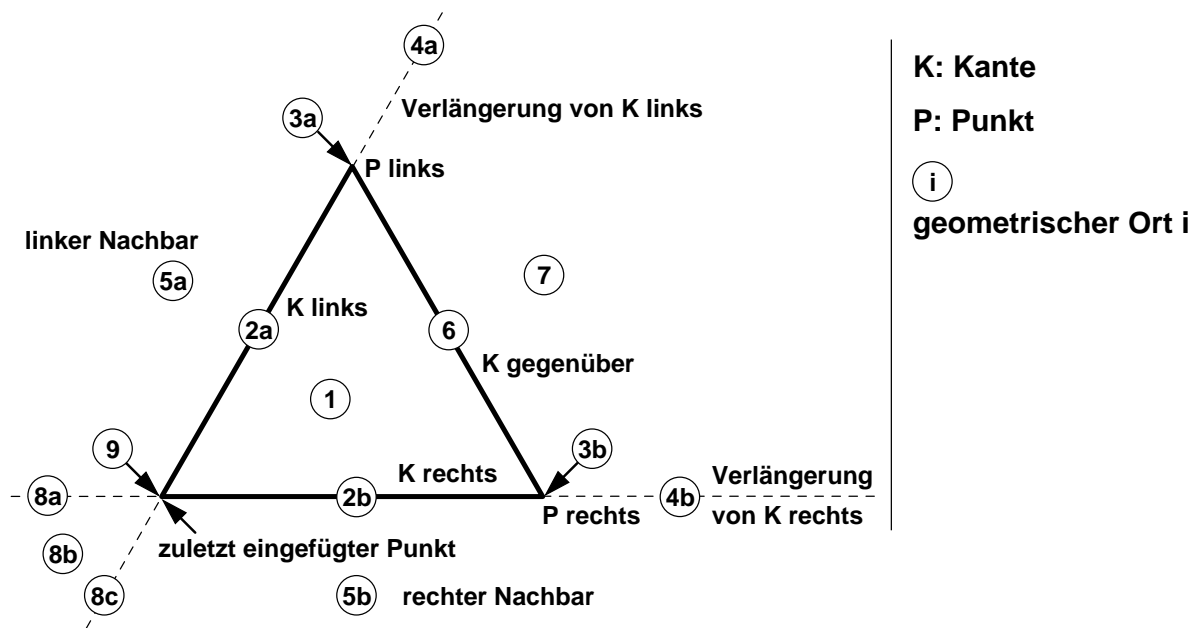 4a
Verlängerung von K links
3a
P links
linker Nachbar
5a
K links
2a
7
6
K gegenüber
1
9
3b
K rechts
Verlängerung
8a
2b
4b
P rechts
von K rechts
8b
zuletzt eingefügter Punkt
8c
5b
rechter Nachbar
K: Kante
P: Punkt
i
geometrischer Ort i